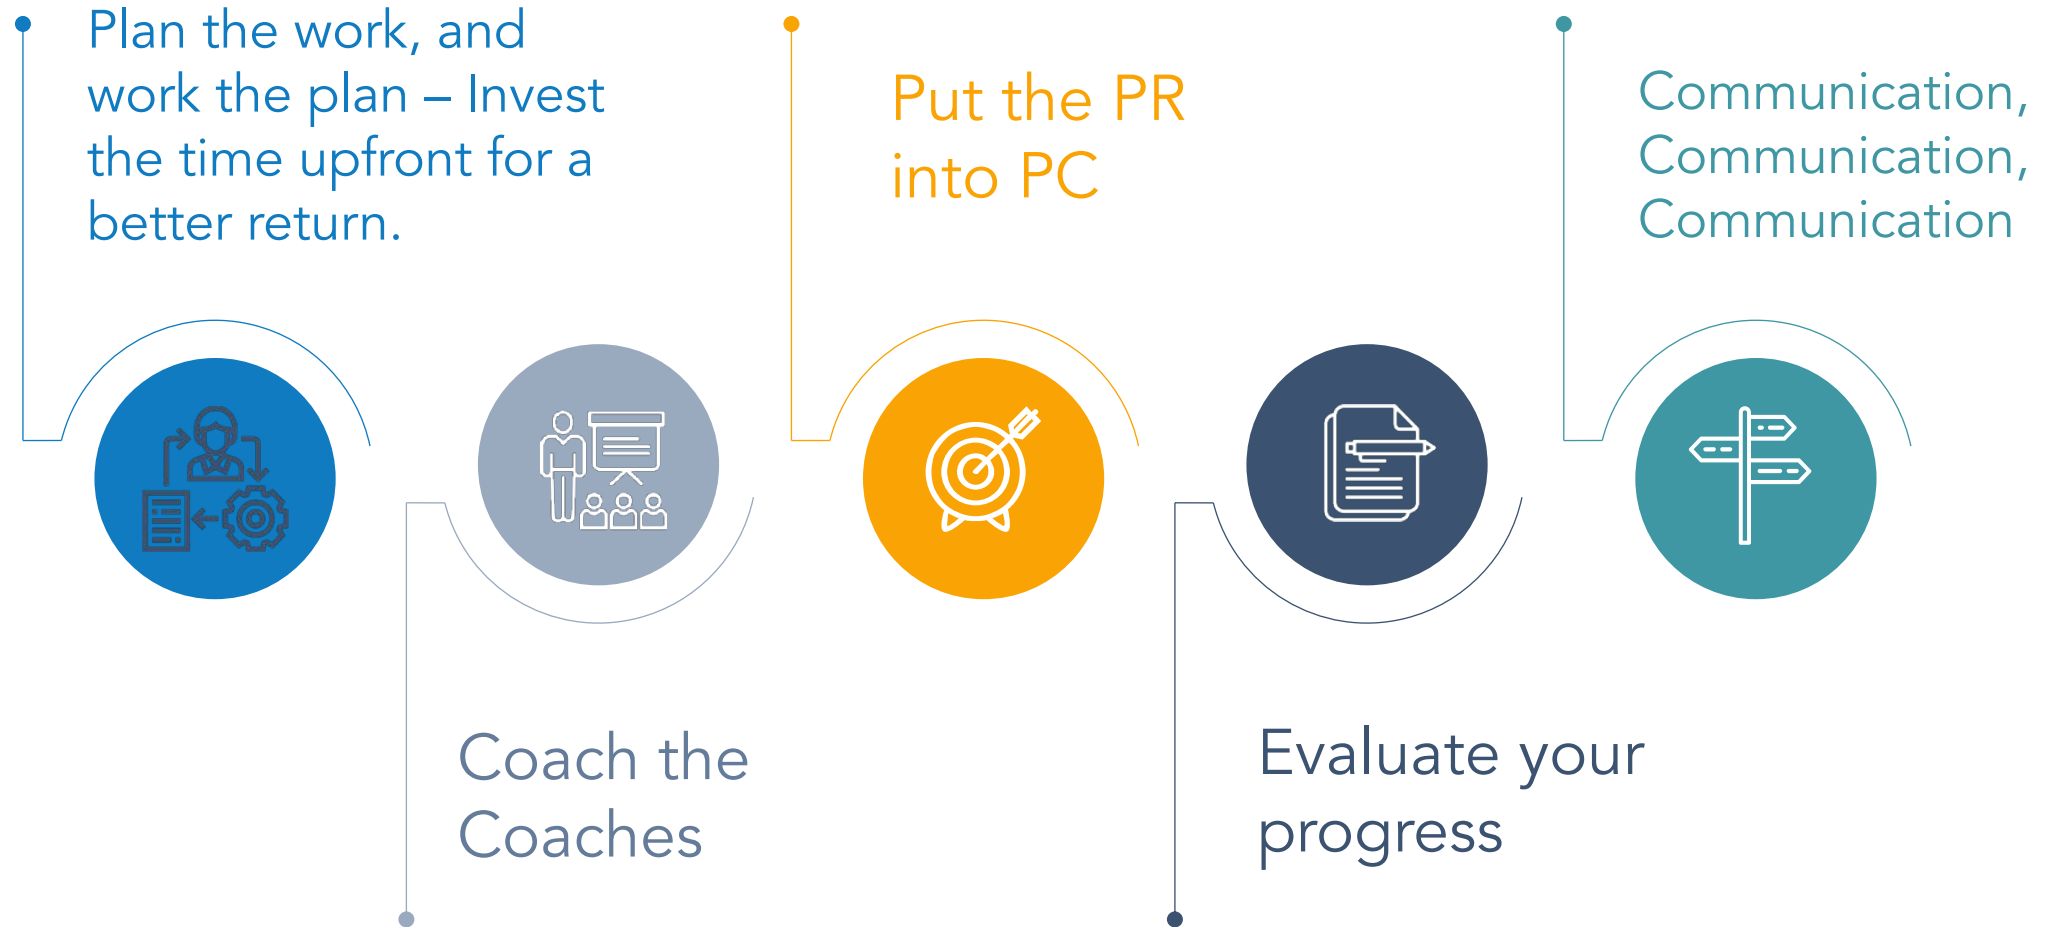 Plan the work, and
work the plan – Invest
the time upfront for a
better return.
Coach the
Coaches
Put the PR
into PC
Evaluate your
progress
Communication,
Communication,
Communication